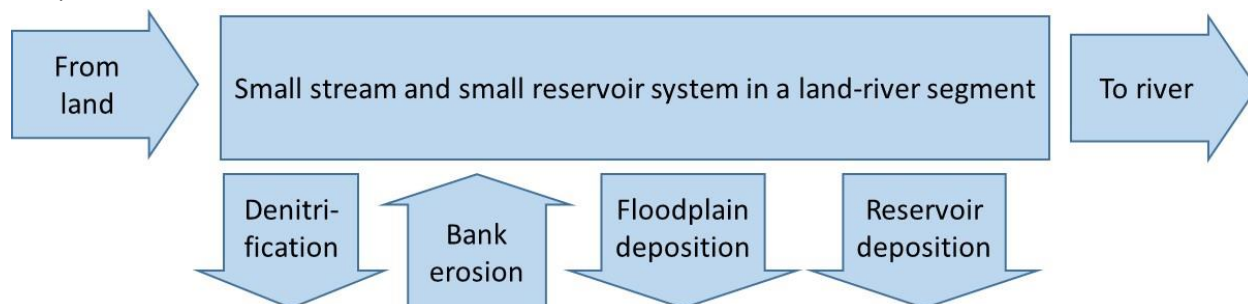 From
land
Small stream and small reservoir system in a land-river segment
To river
Denitri-
fication
Bank
erosion
Floodplain
deposition
Reservoir
deposition